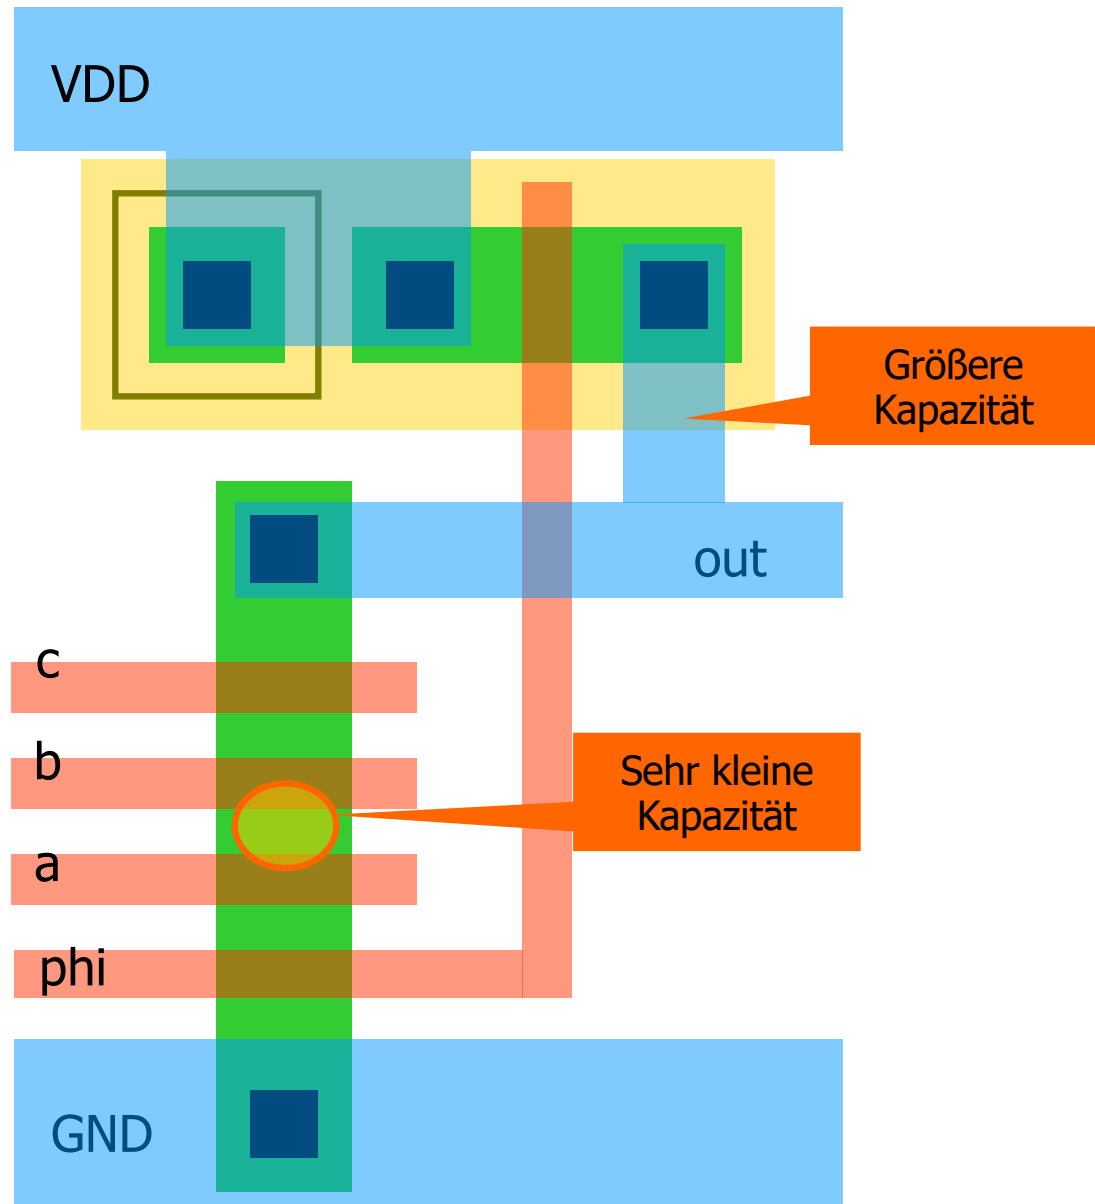 VDD
Größere
Kapazität
out
c
b
Sehr kleine
Kapazität
a
phi
GND